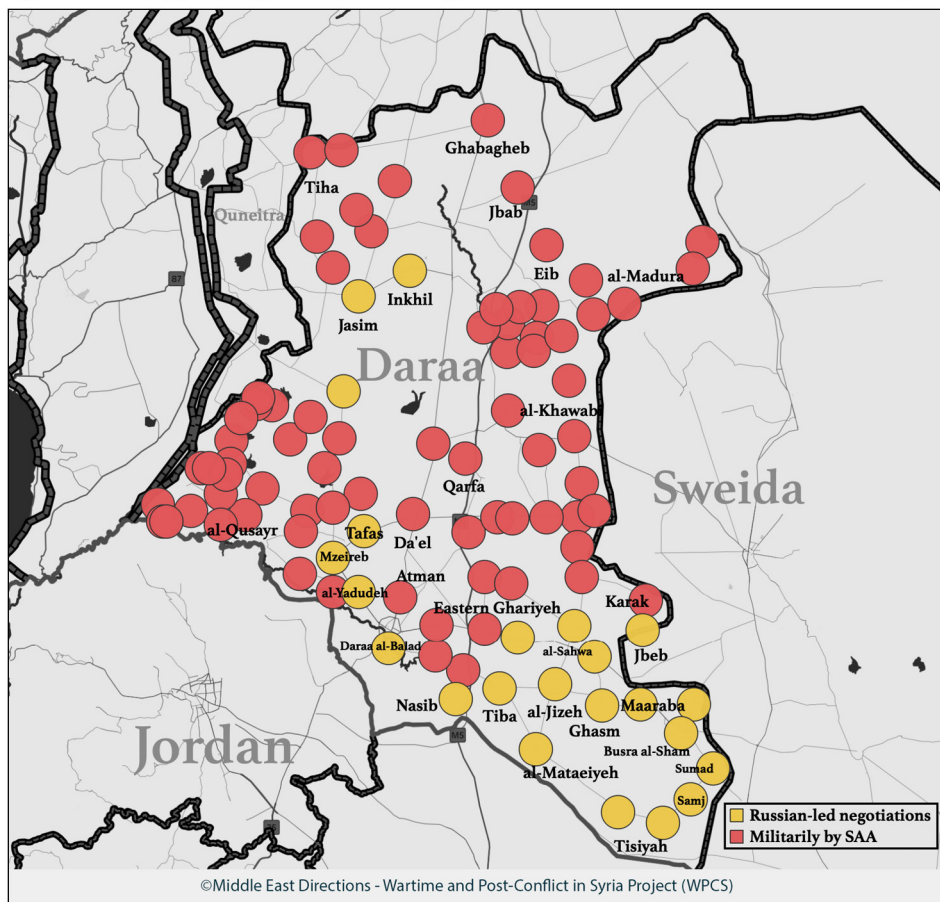 Ghabagheb
Tiha
Jbab
M5
Quneitra
Eib
al-Madura
87
Inkhil
Jasim
Daraa
al-Khawabi
Qarfa
Sweida
al-Qusayr
Tafas
Da'el
Mzeireb
Atman
al-Yadudeh
Eastern Ghariyeh
Karak
Daraa al-Balad
al-Sahwa
Jbeb
Nasib
Tiba
al-Jizeh
Maaraba
Ghasm
Jordan
M5
Busra al-Sham
al-Mataeiyeh
Sumad
Samj
Tisiyah
Russian-led negotiations
Militarily by SAA
©Middle East Directions - Wartime and Post-Conflict in Syria Project (WPCS)